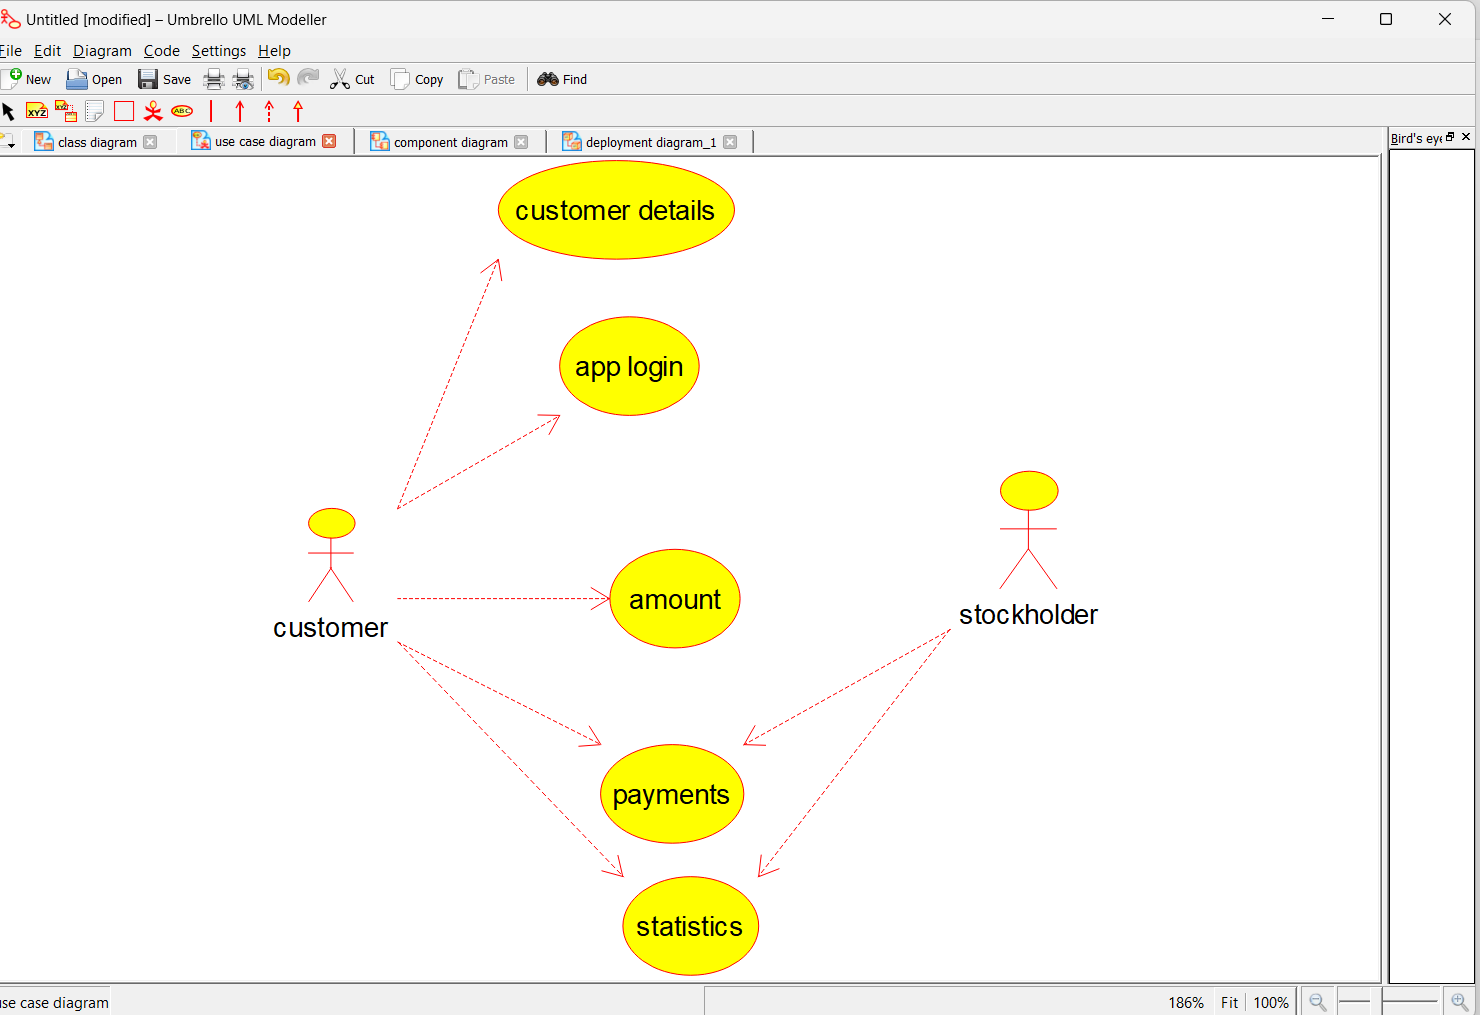 Untitled [modified] – Umbrello UML Modeller
File Edit Diagram Code Settings Help
New Open Save Cut Copy Paste Find
XYZ XYZ ABC
class diagram use case diagram component diagram deployment diagram_1
Bird's eye
customer details
app login
customer
amount
stockholder
payments
statistics
use case diagram
186% Fit 100%